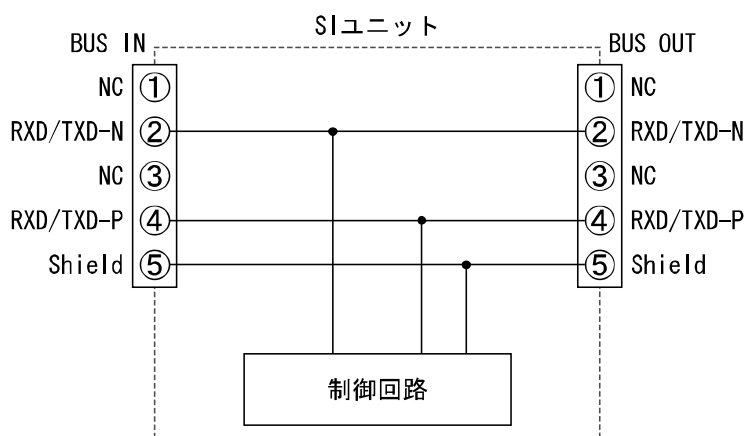 SIユニット
BUS IN
BUS OUT
NC ① ① NC
RXD/TXD-N ② ② RXD/TXD-N
NC ③ ③ NC
RXD/TXD-P ④ ④ RXD/TXD-P
Shield ⑤ ⑤ Shield
制御回路